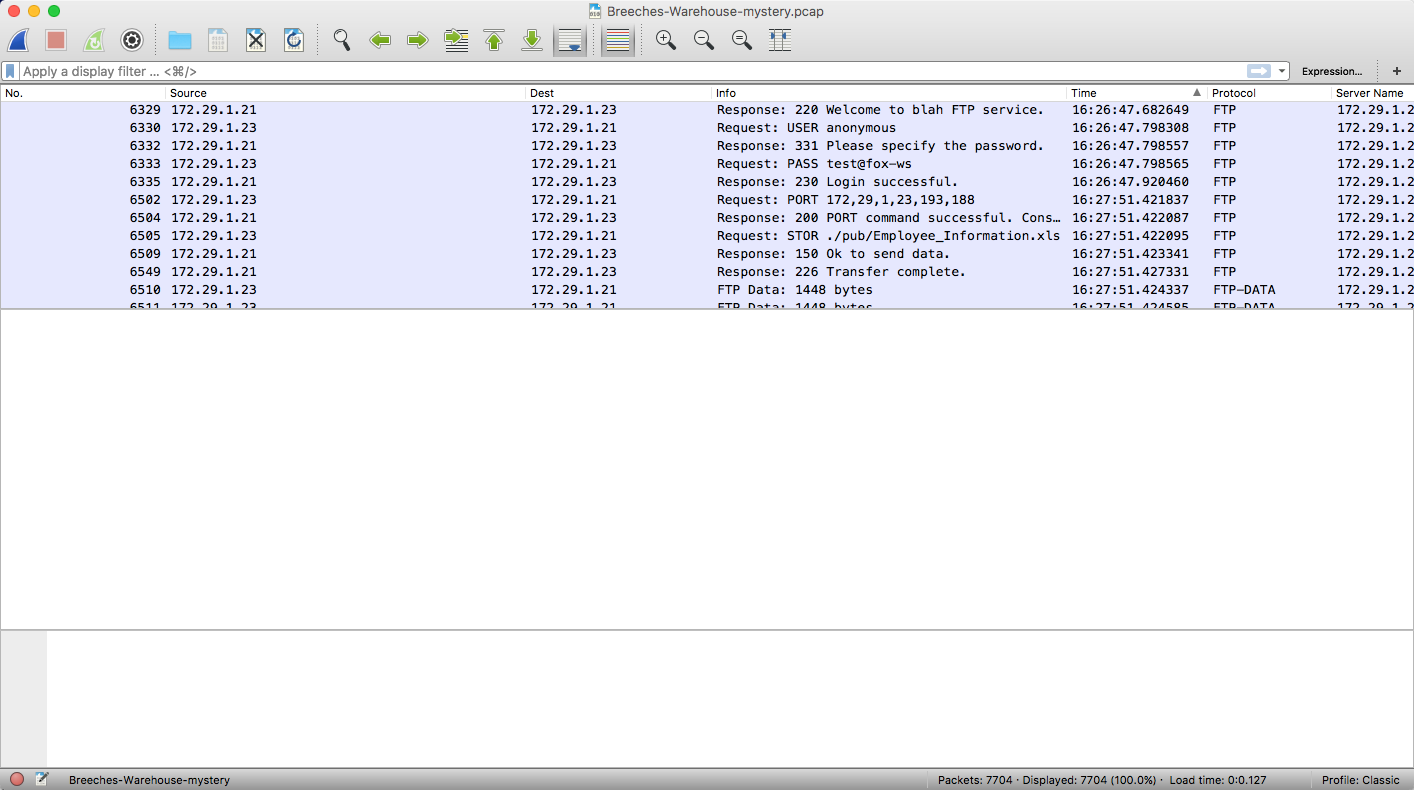 Breeches-Warehouse-mystery.pcap
Apply a display filter ... <⌘/>
Expression...
+
No. Source Dest Info Time Protocol Server Name
6329 172.29.1.21 172.29.1.23 Response: 220 Welcome to blah FTP service. 16:26:47.682649 FTP 172.29.1.2
6330 172.29.1.23 172.29.1.21 Request: USER anonymous 16:26:47.798308 FTP 172.29.1.2
6332 172.29.1.21 172.29.1.23 Response: 331 Please specify the password. 16:26:47.798557 FTP 172.29.1.2
6333 172.29.1.23 172.29.1.21 Request: PASS test@fox-ws 16:26:47.798565 FTP 172.29.1.2
6335 172.29.1.21 172.29.1.23 Response: 230 Login successful. 16:26:47.920460 FTP 172.29.1.2
6502 172.29.1.23 172.29.1.21 Request: PORT 172,29,1,23,193,188 16:27:51.421837 FTP 172.29.1.2
6504 172.29.1.21 172.29.1.23 Response: 200 PORT command successful. Cons… 16:27:51.422087 FTP 172.29.1.2
6505 172.29.1.23 172.29.1.21 Request: STOR ./pub/Employee_Information.xls 16:27:51.422095 FTP 172.29.1.2
6509 172.29.1.21 172.29.1.23 Response: 150 Ok to send data. 16:27:51.423341 FTP 172.29.1.2
6549 172.29.1.21 172.29.1.23 Response: 226 Transfer complete. 16:27:51.427331 FTP 172.29.1.2
6510 172.29.1.23 172.29.1.21 FTP Data: 1448 bytes 16:27:51.424337 FTP-DATA 172.29.1.2
6511 172.29.1.23 172.29.1.21 FTP Data: 1448 bytes 16:27:51.424585 FTP-DATA 172.29.1.2
Breeches-Warehouse-mystery
Packets: 7704 · Displayed: 7704 (100.0%) · Load time: 0:0.127
Profile: Classic